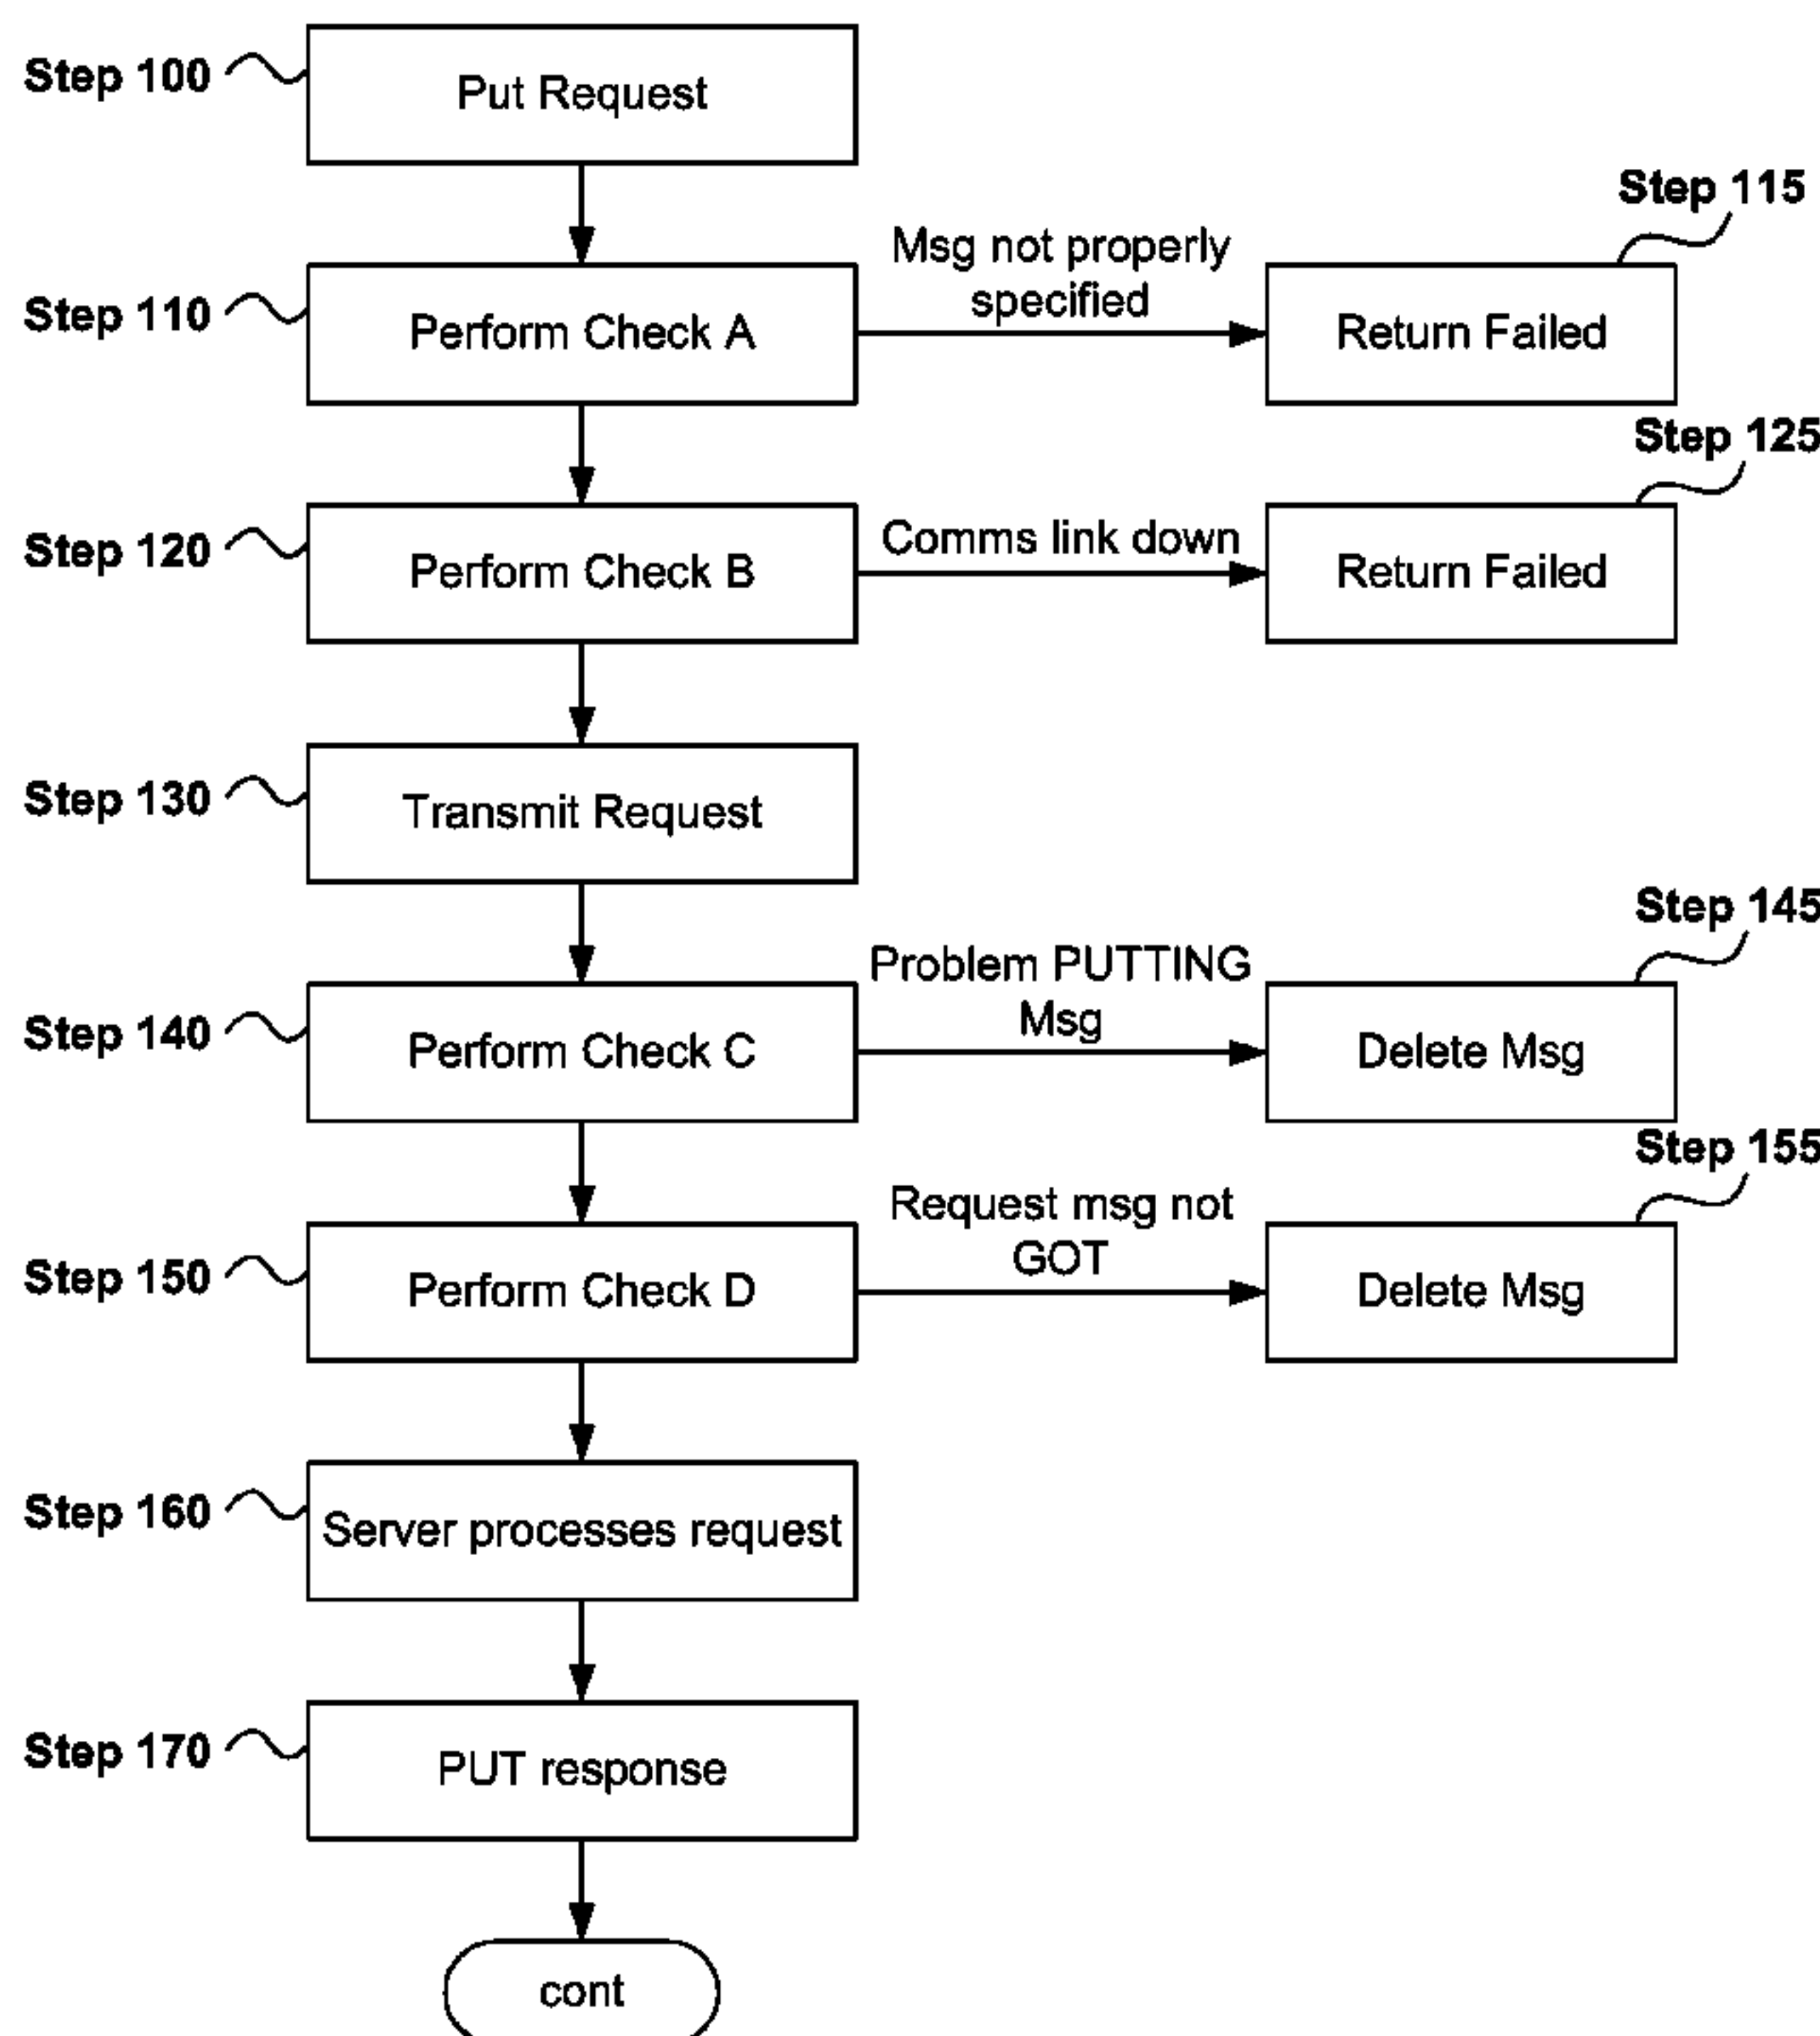 Step 100
Put Request
Step 115
Msg not properly
specified
Step 110
Perform Check A
Return Failed
Step 125
Step 120
Comms link down
Perform Check B
Return Failed
Step 130
Transmit Request
Step 145
Problem PUTTING
Msg
Step 140
Perform Check C
Delete Msg
Step 155
Request msg not
GOT
Step 150
Perform Check D
Delete Msg
Step 160
Server processes request
Step 170
PUT response
cont